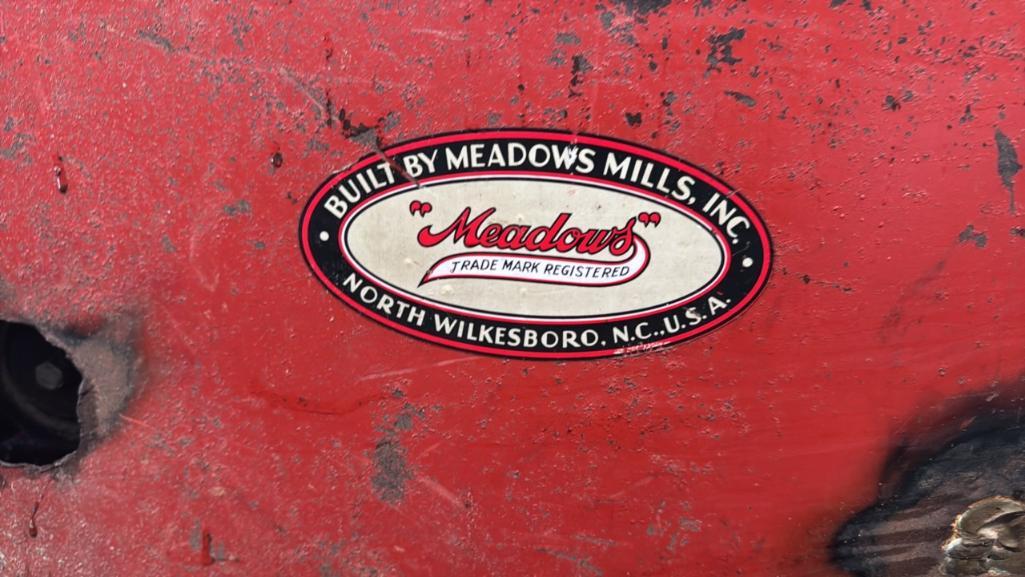 BUILT BY MEADOWS MILLS, INC.
"Meadows"
TRADE MARK REGISTERED
NORTH WILKESBORO, N.C., U.S.A.